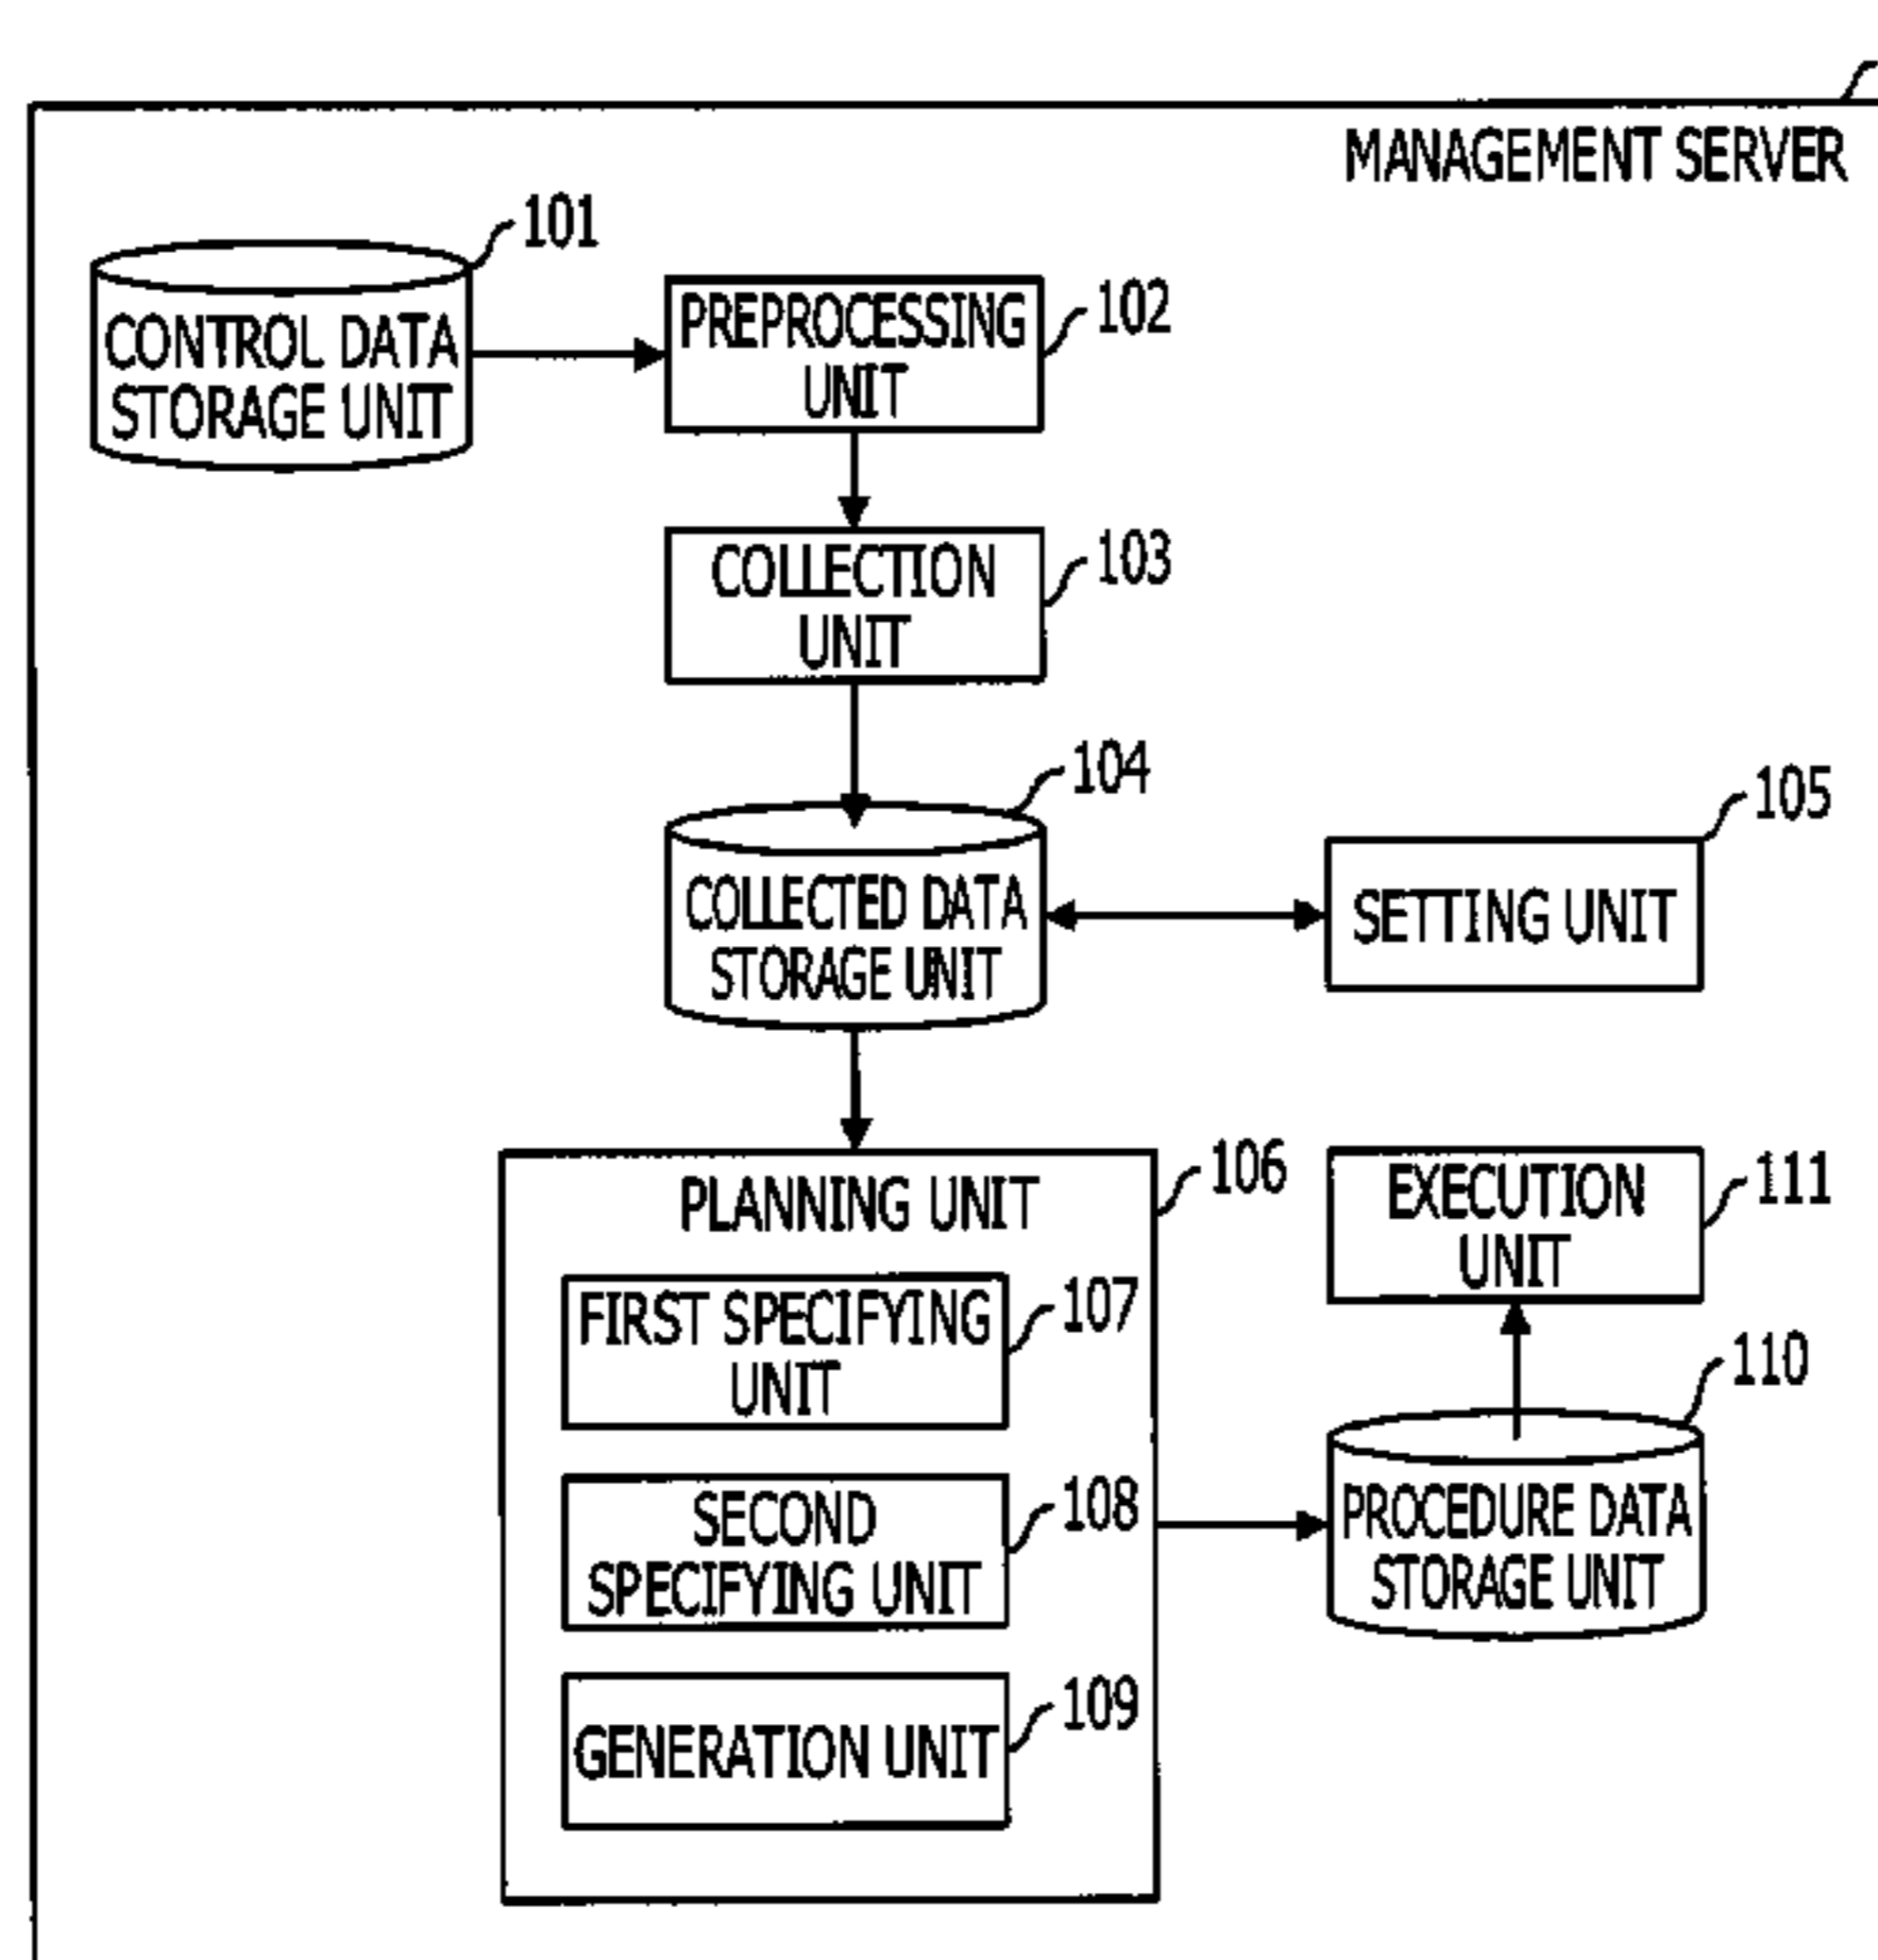 MANAGEMENT SERVER
101
CONTROL DATA
STORAGE UNIT
102
PREPROCESSING
UNIT
103
COLLECTION
UNIT
104
COLLECTED DATA
STORAGE UNIT
105
SETTING UNIT
106
PLANNING UNIT
107
FIRST SPECIFYING
UNIT
108
SECOND
SPECIFYING UNIT
109
GENERATION UNIT
111
EXECUTION
UNIT
110
PROCEDURE DATA
STORAGE UNIT